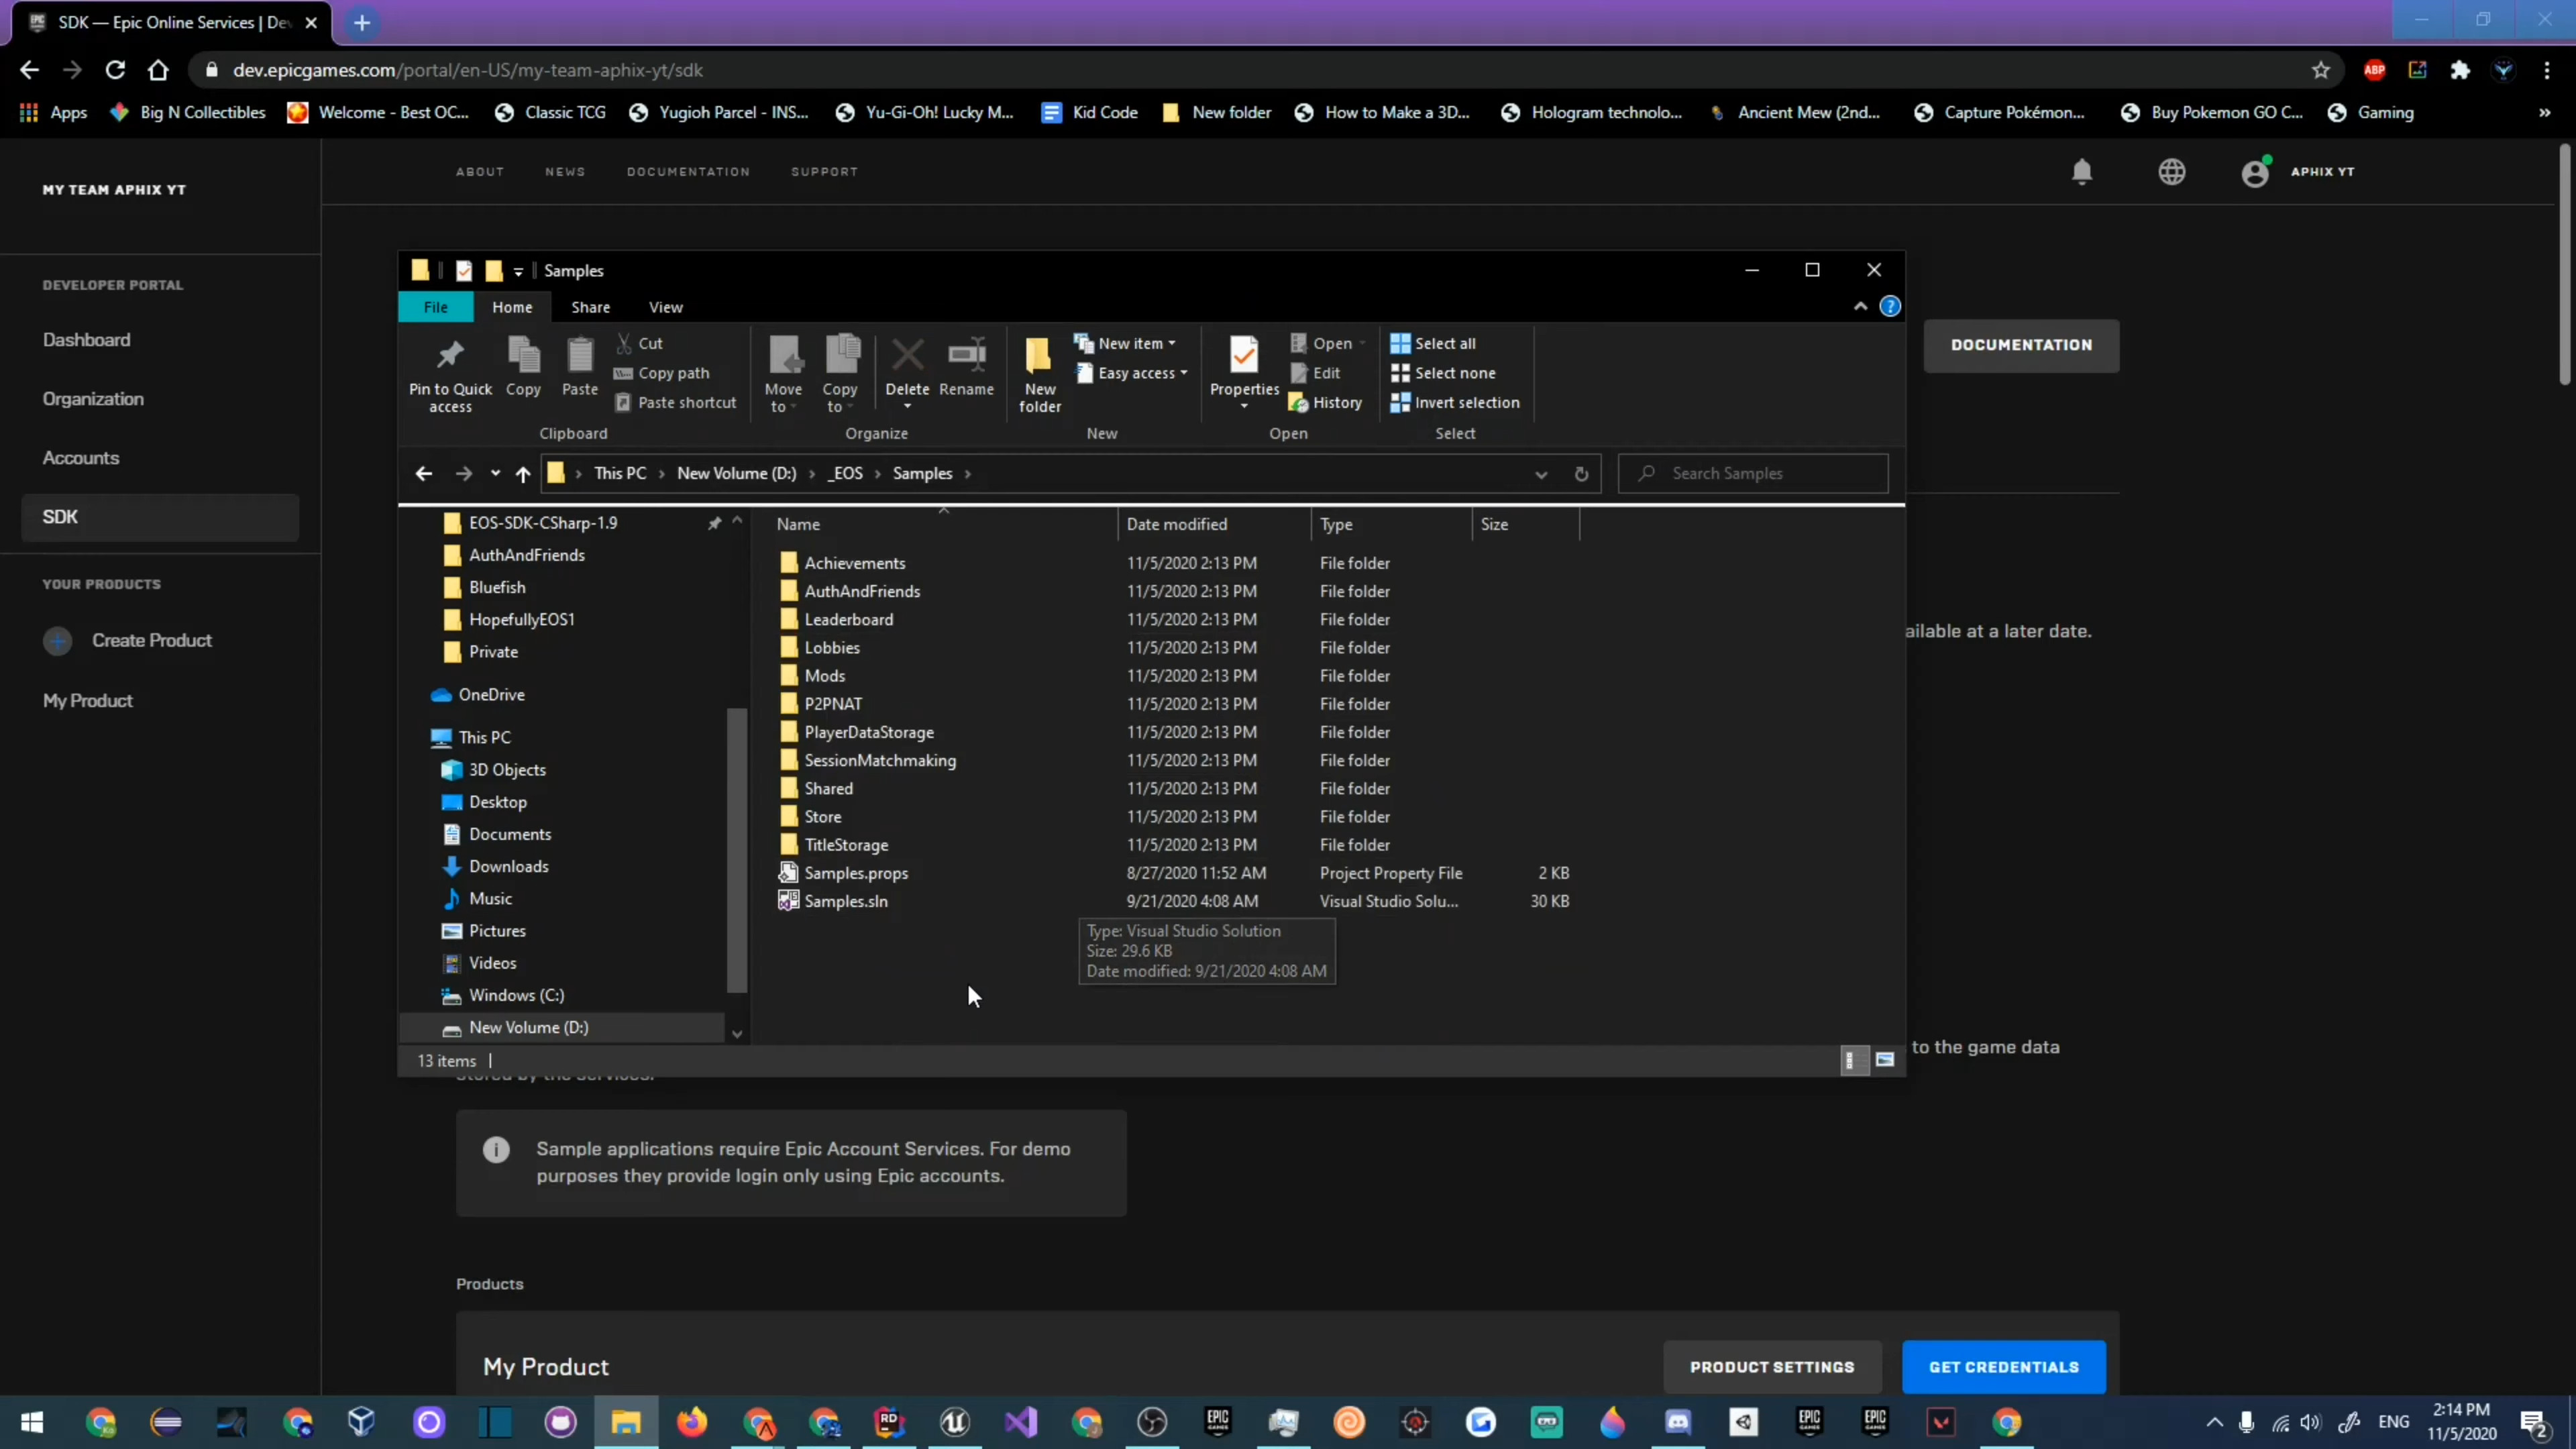 SDK — Epic Online Services | De
dev.epicgames.com/portal/en-US/my-team-aphix-yt/sdk
ABP
Apps Big N Collectibles Welcome - Best OC... Classic TCG Yugioh Parcel - INS... Yu-Gi-Oh! Lucky M... Kid Code New folder How to Make a 3D... Hologram technolo... Ancient Mew (2nd... Capture Pokémon... Buy Pokemon GO C... Gaming »
MY TEAM APHIX YT
ABOUT NEWS DOCUMENTATION SUPPORT
APHIX YT
DEVELOPER PORTAL
Dashboard
Organization
Accounts
SDK
YOUR PRODUCTS
Create Product
My Product
DOCUMENTATION
Samples
File Home Share View
Pin to Quick access
Copy
Paste
Cut
Copy path
Paste shortcut
Clipboard
Move to
Copy to
Delete
Rename
Organize
New folder
New item
Easy access
New
Properties
Open
Edit
History
Open
Select all
Select none
Invert selection
Select
This PC › New Volume (D:) › _EOS › Samples ›
Search Samples
EOS-SDK-CSharp-1.9
AuthAndFriends
Bluefish
HopefullyEOS1
Private
OneDrive
This PC
3D Objects
Desktop
Documents
Downloads
Music
Pictures
Videos
Windows (C:)
New Volume (D:)
Name Date modified Type Size
Achievements 11/5/2020 2:13 PM File folder
AuthAndFriends 11/5/2020 2:13 PM File folder
Leaderboard 11/5/2020 2:13 PM File folder
Lobbies 11/5/2020 2:13 PM File folder
Mods 11/5/2020 2:13 PM File folder
P2PNAT 11/5/2020 2:13 PM File folder
PlayerDataStorage 11/5/2020 2:13 PM File folder
SessionMatchmaking 11/5/2020 2:13 PM File folder
Shared 11/5/2020 2:13 PM File folder
Store 11/5/2020 2:13 PM File folder
TitleStorage 11/5/2020 2:13 PM File folder
Samples.props 8/27/2020 11:52 AM Project Property File 2 KB
Samples.sln 9/21/2020 4:08 AM Visual Studio Solu... 30 KB
Type: Visual Studio Solution
Size: 29.6 KB
Date modified: 9/21/2020 4:08 AM
13 items
ailable at a later date.
to the game data
stored by the services.
Sample applications require Epic Account Services. For demo
purposes they provide login only using Epic accounts.
Products
My Product
PRODUCT SETTINGS
GET CREDENTIALS
ENG
2:14 PM
11/5/2020
2